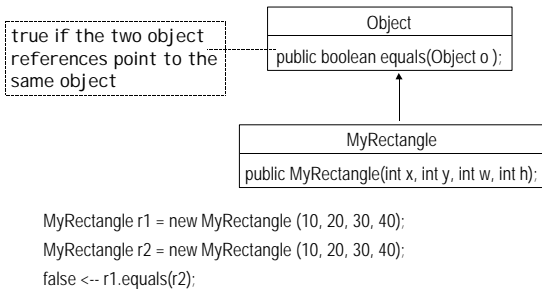 Object
true if the two object
references point to the
same object
public boolean equals(Object o );
MyRectangle
public MyRectangle(int x, int y, int w, int h);
MyRectangle r1 = new MyRectangle (10, 20, 30, 40);
MyRectangle r2 = new MyRectangle (10, 20, 30, 40);
false <-- r1.equals(r2);